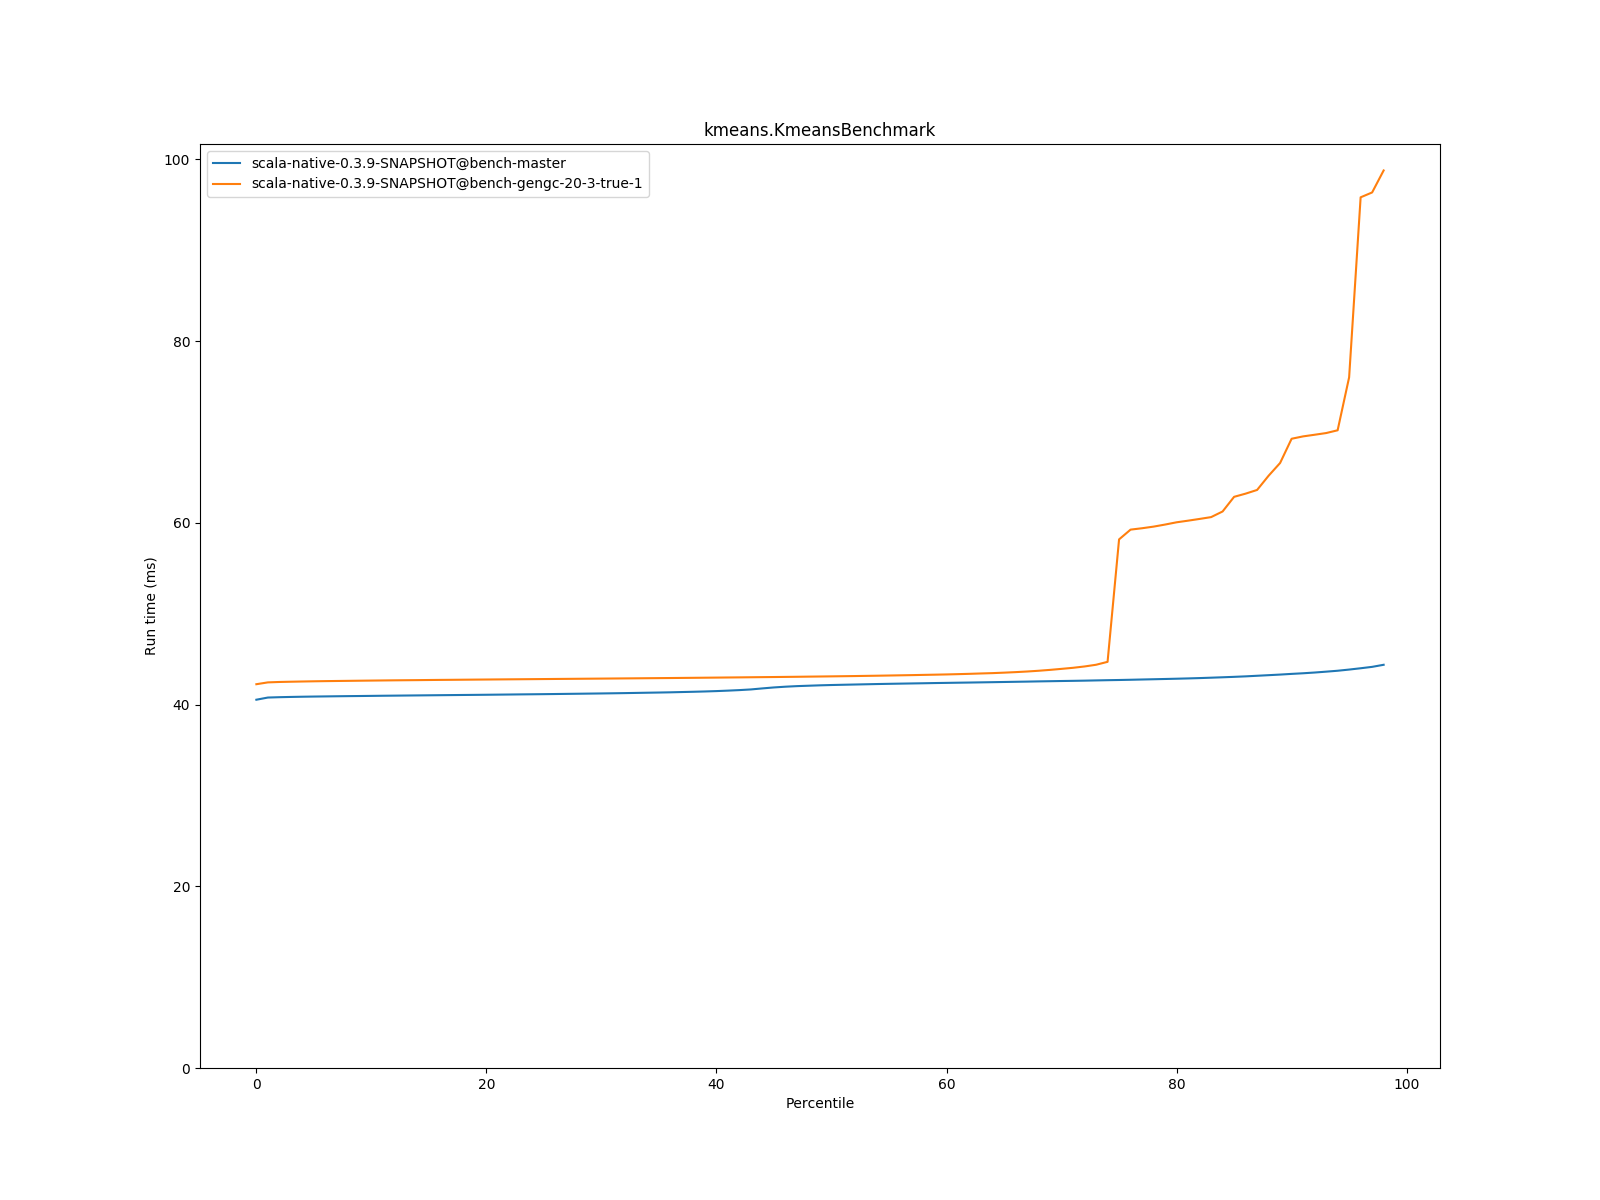 kmeans.KmeansBenchmark
scala-native-0.3.9-SNAPSHOT@bench-master
scala-native-0.3.9-SNAPSHOT@bench-gengc-20-3-true-1
100
80
60
40
20
0
Run time (ms)
0 20 40 60 80 100
Percentile